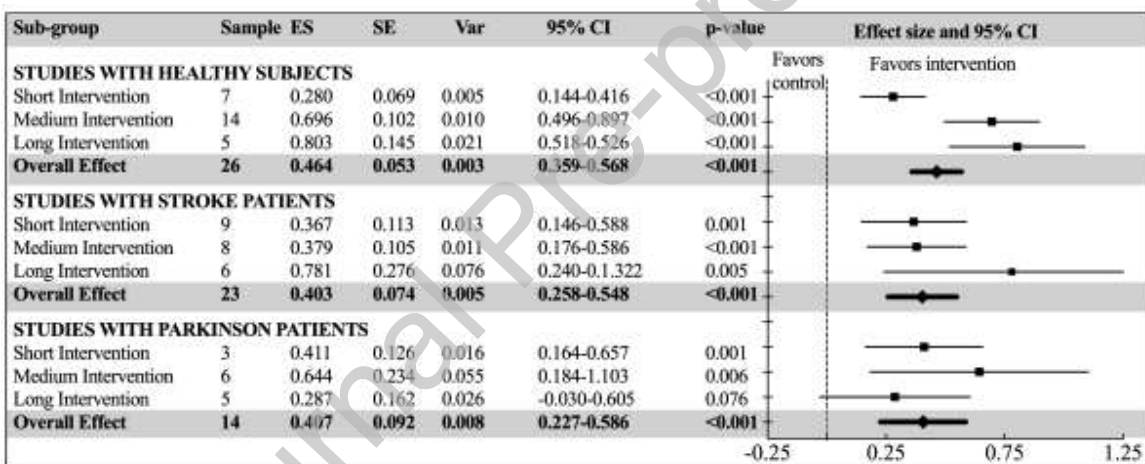 Sub-group Sample ES SE Var 95% CI p-value Effect size and 95% CI
Favors control Favors intervention
STUDIES WITH HEALTHY SUBJECTS
Short Intervention 7 0.280 0.069 0.005 0.144-0.416 <0.001
Medium Intervention 14 0.696 0.102 0.010 0.496-0.897 <0.001
Long Intervention 5 0.803 0.145 0.021 0.518-0.526 <0.001
Overall Effect 26 0.464 0.053 0.003 0.359-0.568 <0.001
STUDIES WITH STROKE PATIENTS
Short Intervention 9 0.367 0.113 0.013 0.146-0.588 0.001
Medium Intervention 8 0.379 0.105 0.011 0.176-0.586 <0.001
Long Intervention 6 0.781 0.276 0.076 0.240-0.1.322 0.005
Overall Effect 23 0.403 0.074 0.005 0.258-0.548 <0.001
STUDIES WITH PARKINSON PATIENTS
Short Intervention 3 0.411 0.126 0.016 0.164-0.657 0.001
Medium Intervention 6 0.644 0.234 0.055 0.184-1.103 0.006
Long Intervention 5 0.287 0.162 0.026 -0.030-0.605 0.076
Overall Effect 14 0.407 0.092 0.008 0.227-0.586 <0.001
-0.25 0.25 0.75 1.25